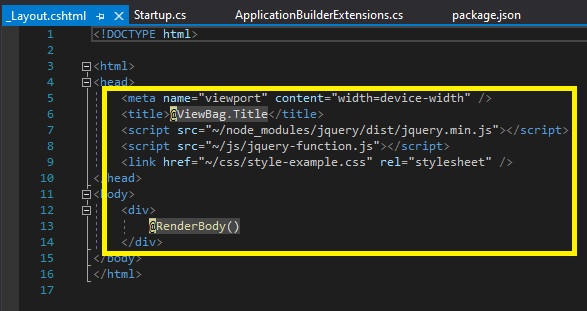 _Layout.cshtml Startup.cs ApplicationBuilderExtensions.cs package.json
1 <!DOCTYPE html>
2
3 <html>
4 <head>
5 <meta name="viewport" content="width=device-width" />
6 <title>@ViewBag.Title</title>
7 <script src="~/node_modules/jquery/dist/jquery.min.js"></script>
8 <script src="~/js/jquery-function.js"></script>
9 <link href="~/css/style-example.css" rel="stylesheet" />
10 </head>
11 <body>
12 <div>
13 @RenderBody()
14 </div>
15 </body>
16 </html>
17